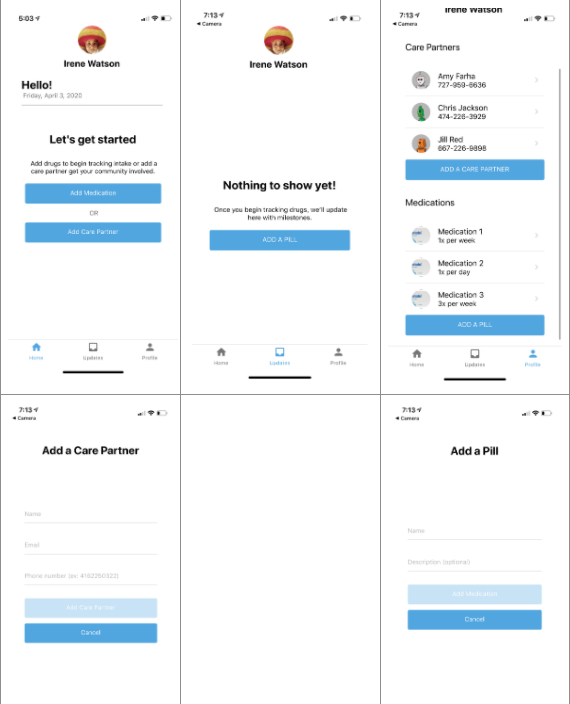 5:03
Irene Watson
Hello!
Friday, April 3, 2020
Let's get started
Add drugs to begin tracking intake or add a
care partner get your community involved.
Add Medication
OR
Add Care Partner
Home
Updates
Profile
7:13
◄ Camera
Irene Watson
Nothing to show yet!
Once you begin tracking drugs, we'll update
here with milestones.
ADD A PILL
Home
Updates
Profile
7:13
◄ Camera
Irene Watson
Care Partners
Amy Farha
727-959-6636
Chris Jackson
474-226-3929
Jill Red
667-226-9898
ADD A CARE PARTNER
Medications
Medication 1
1x per week
Medication 2
1x per day
Medication 3
3x per week
ADD A PILL
Home
Updates
Profile
7:13
◄ Camera
Add a Care Partner
Name
Email
Phone number (ex: 4162260322)
Add Care Partner
Cancel
7:13
◄ Camera
Add a Pill
Name
Description (optional)
Add Medication
Cancel